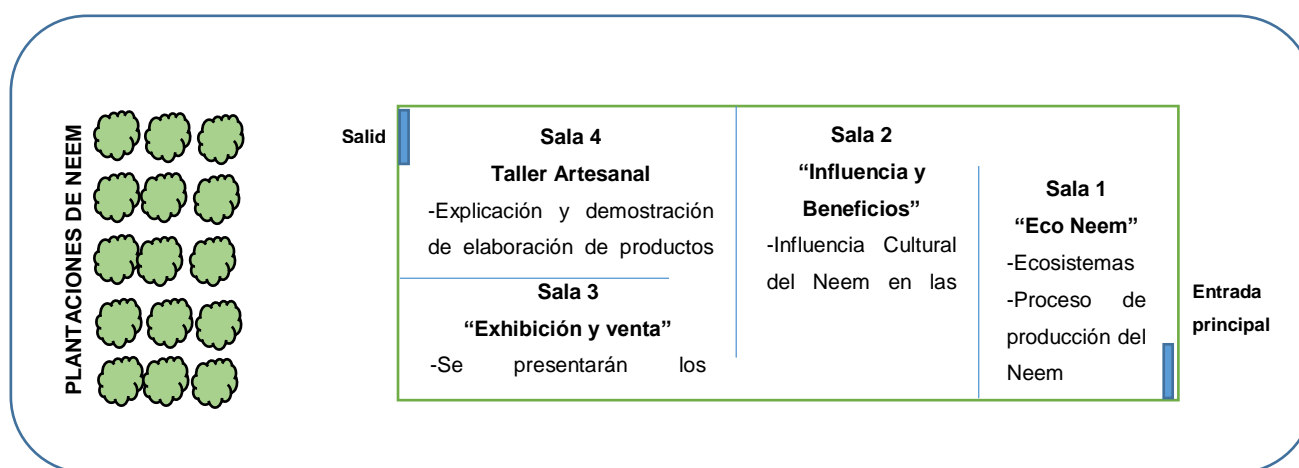 PLANTACIONES DE NEEM
Salid
Sala 4
Taller Artesanal
-Explicación y demostración
de elaboración de productos
Sala 3
“Exhibición y venta”
-Se presentarán los
Sala 2
“Influencia y
Beneficios”
-Influencia Cultural
del Neem en las
Sala 1
“Eco Neem”
-Ecosistemas
-Proceso de
producción del
Neem
Entrada
principal